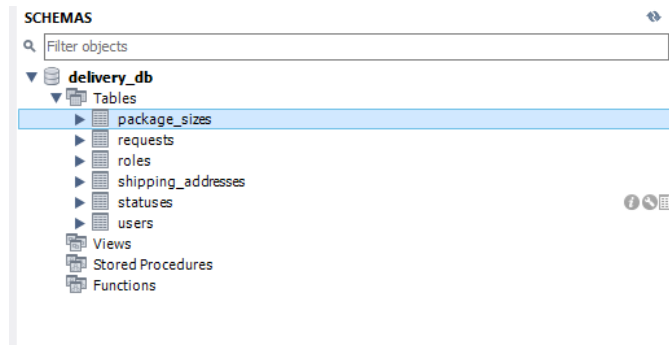 SCHEMAS
Filter objects
delivery_db
Tables
package_sizes
requests
roles
shipping_addresses
statuses
users
Views
Stored Procedures
Functions